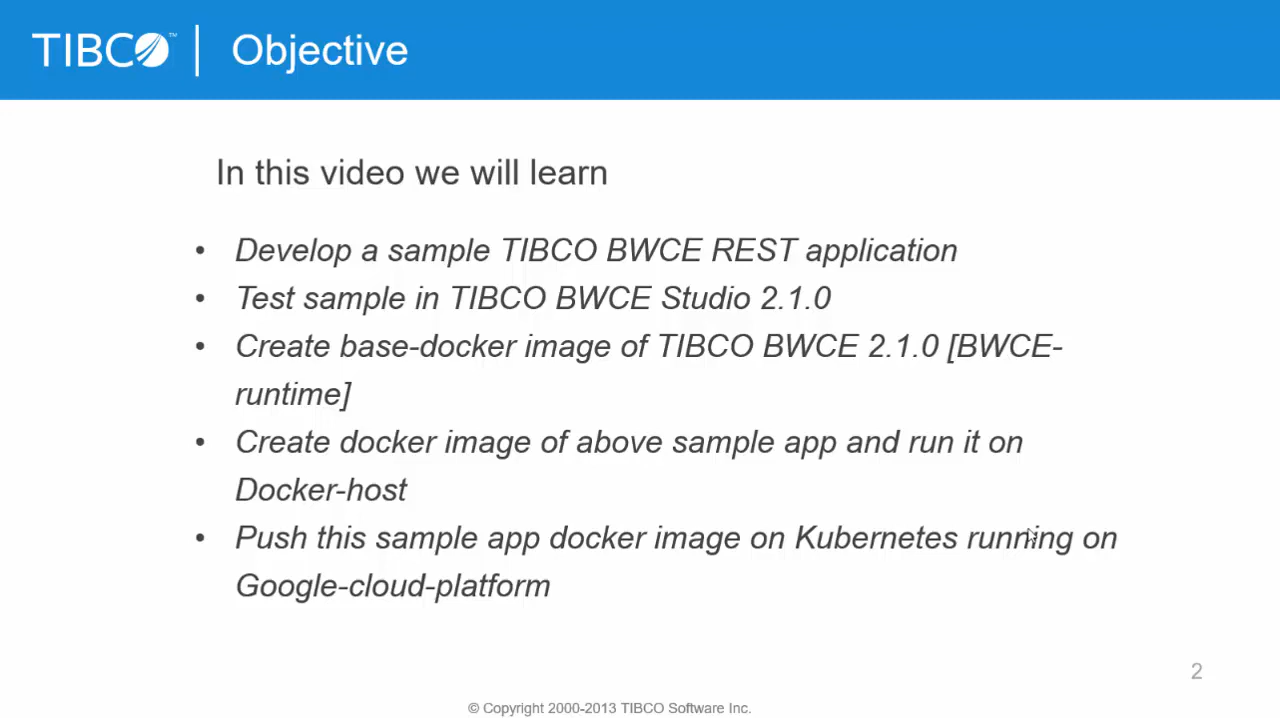 TIBCO™ | Objective
In this video we will learn
• Develop a sample TIBCO BWCE REST application
• Test sample in TIBCO BWCE Studio 2.1.0
• Create base-docker image of TIBCO BWCE 2.1.0 [BWCE-
runtime]
• Create docker image of above sample app and run it on
Docker-host
• Push this sample app docker image on Kubernetes running on
Google-cloud-platform
2
© Copyright 2000-2013 TIBCO Software Inc.